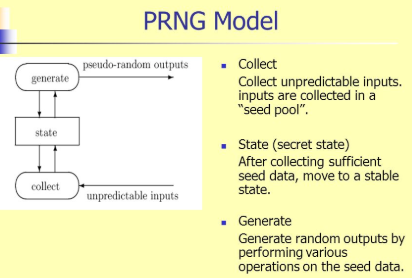 PRNG Model
generate
pseudo-random outputs
state
collect
unpredictable inputs
Collect
Collect unpredictable inputs.
inputs are collected in a
“seed pool”.
State (secret state)
After collecting sufficient
seed data, move to a stable
state.
Generate
Generate random outputs by
performing various
operations on the seed data.